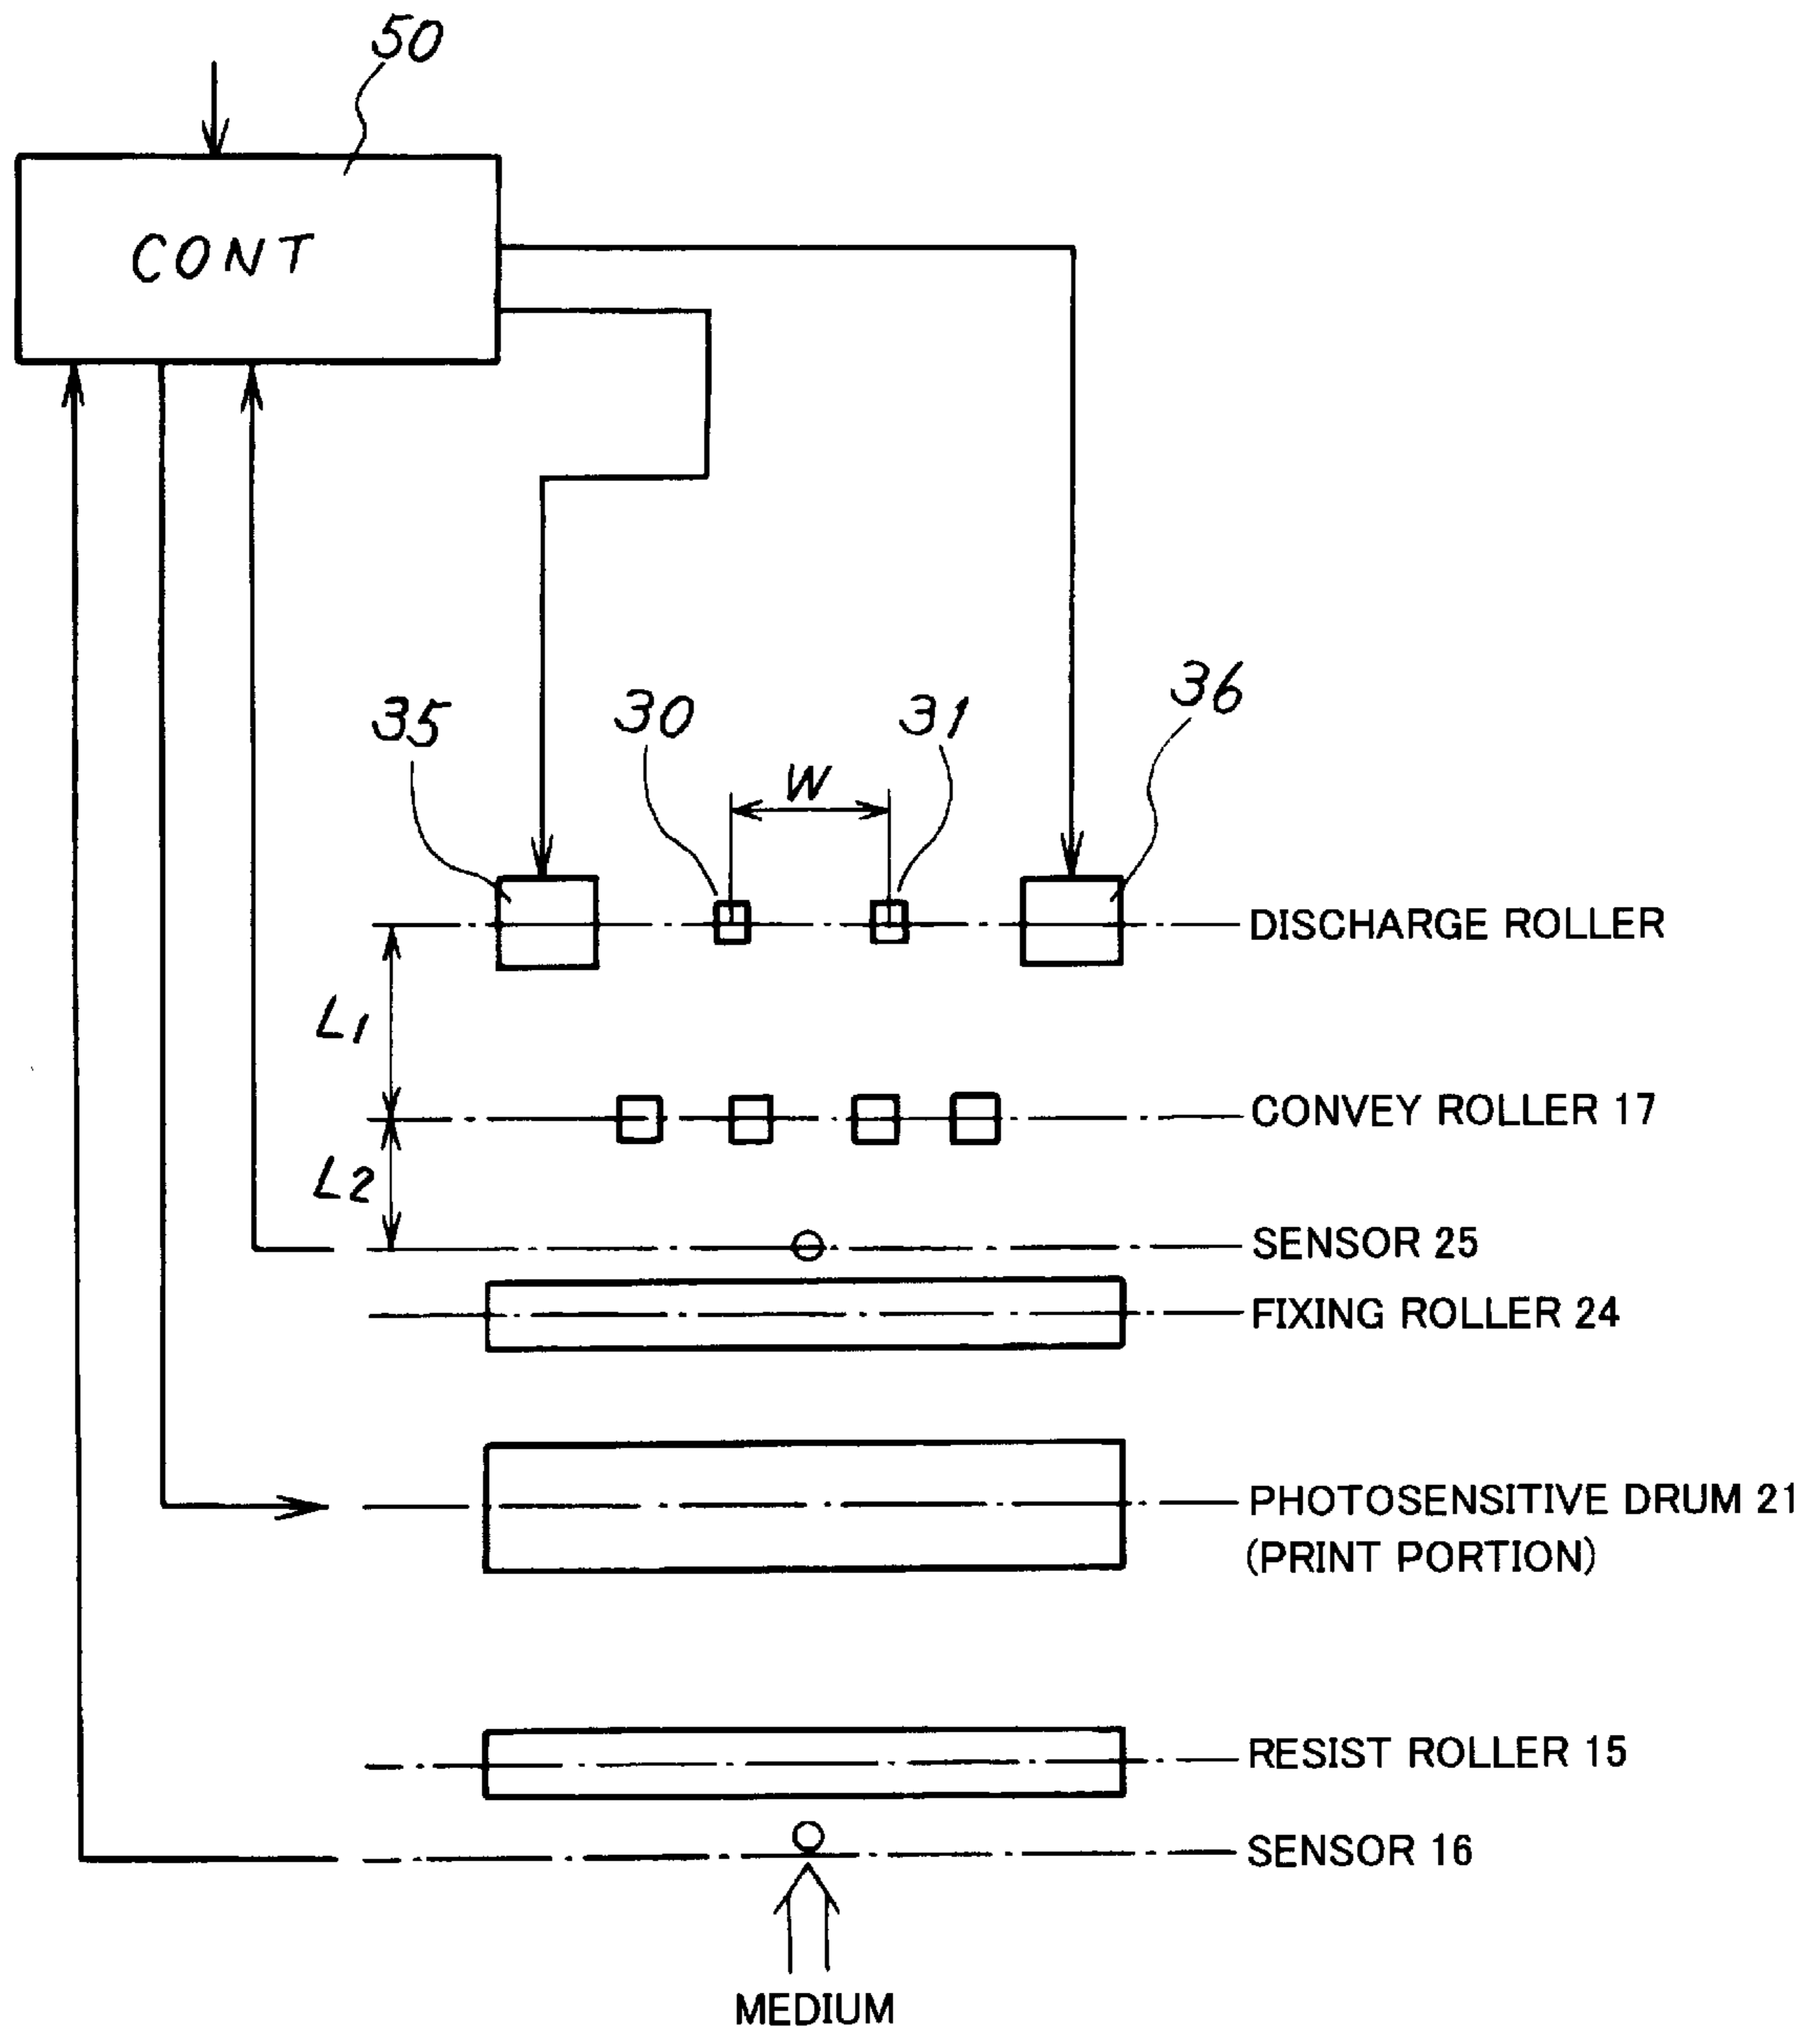 50
CONT
35
30
31
36
W
DISCHARGE ROLLER
L1
CONVEY ROLLER 17
L2
SENSOR 25
FIXING ROLLER 24
PHOTOSENSITIVE DRUM 21
(PRINT PORTION)
RESIST ROLLER 15
SENSOR 16
MEDIUM